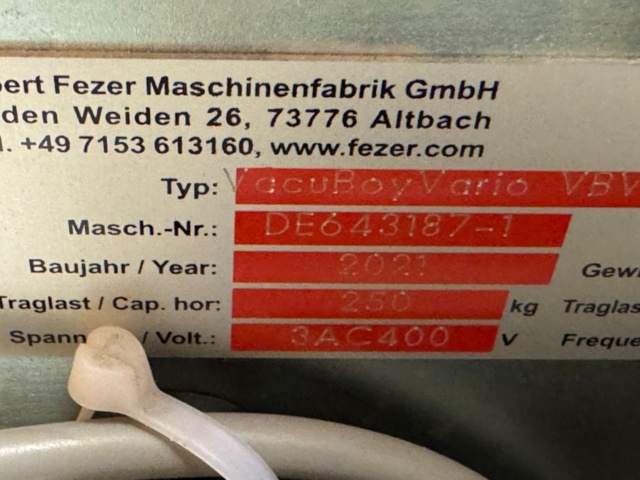 bert Fezer Maschinenfabrik GmbH
den Weiden 26, 73776 Altbach
l. +49 7153 613160, www.fezer.com
Typ: VacuBoyVario VBV
Masch.-Nr.: DE643187-1
Baujahr / Year: 2021 Gewi
Traglast / Cap. hor: 250 kg Traglas
Spann / Volt.: 3AC400 V Freque